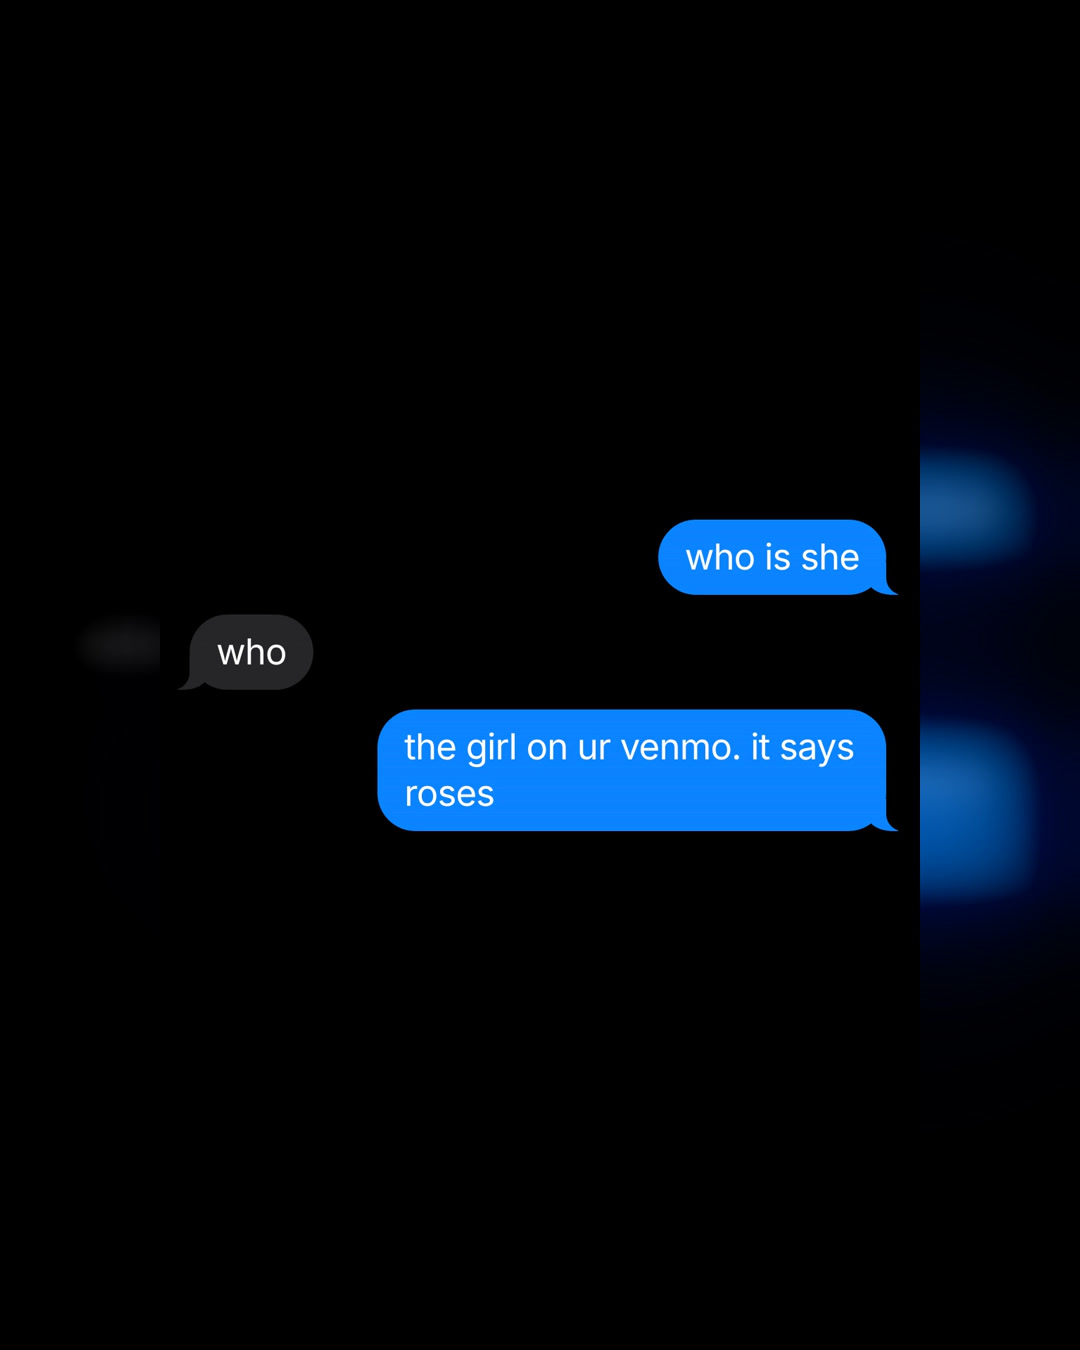 who is she
who
the girl on ur venmo. it says
roses